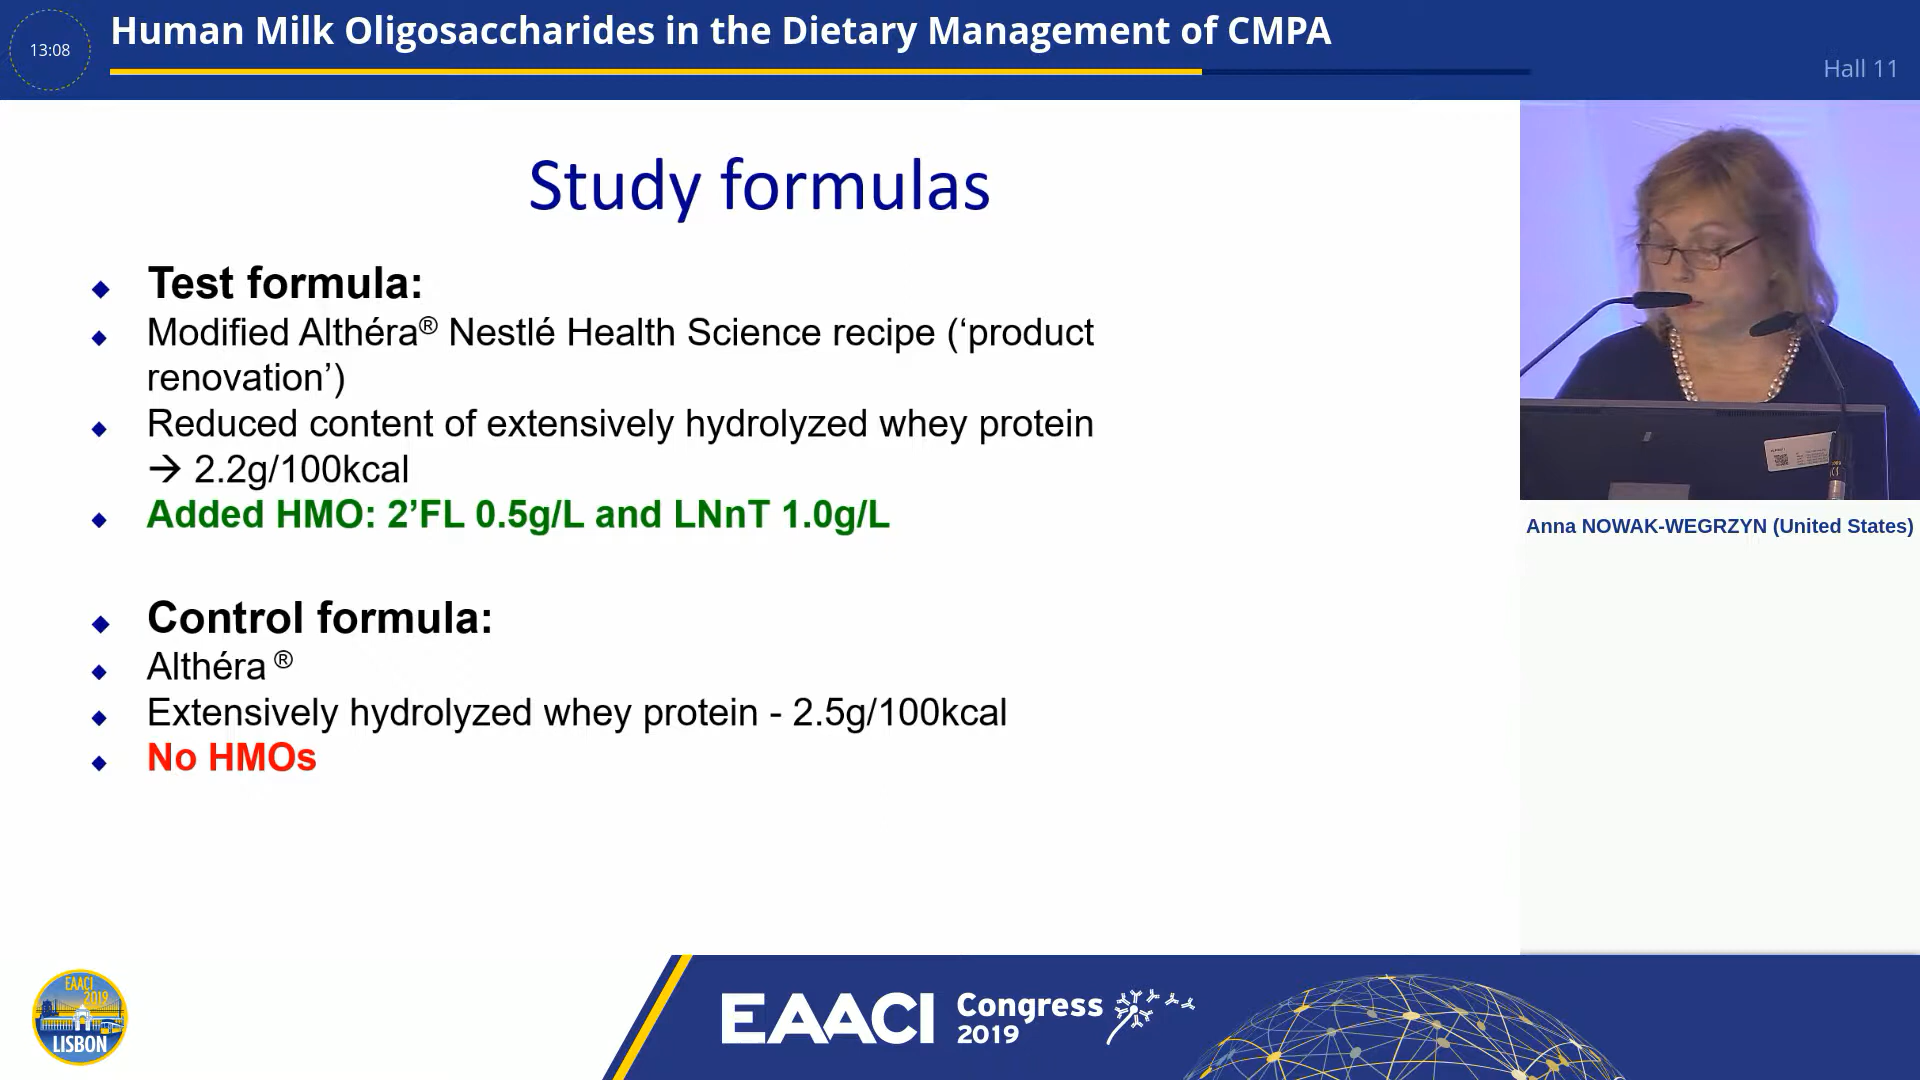 13:08
Human Milk Oligosaccharides in the Dietary Management of CMPA
Hall 11
Study formulas
Test formula:
Modified Althéra® Nestlé Health Science recipe (‘product
renovation’)
Reduced content of extensively hydrolyzed whey protein
→ 2.2g/100kcal
Added HMO: 2’FL 0.5g/L and LNnT 1.0g/L
Control formula:
Althéra ®
Extensively hydrolyzed whey protein - 2.5g/100kcal
No HMOs
Anna NOWAK-WEGRZYN (United States)
EAACI
2019
LISBON
EAACI Congress
2019